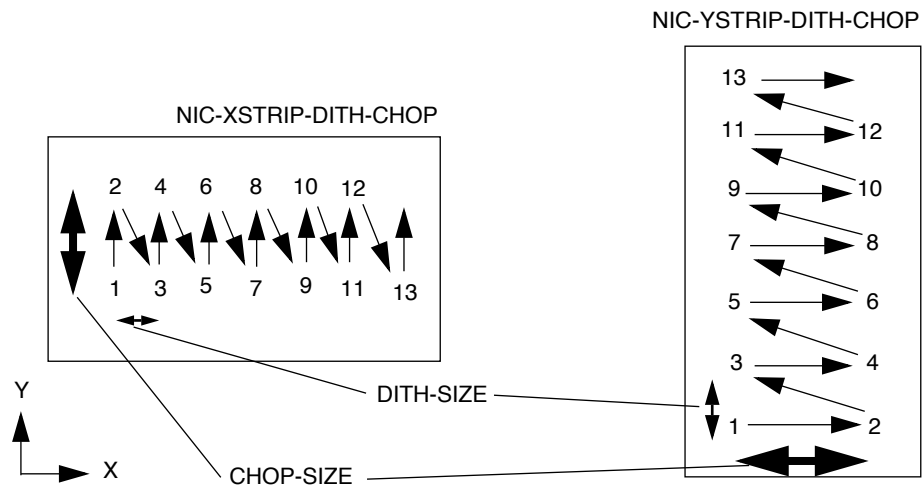 NIC-YSTRIP-DITH-CHOP
13
11 12
9 10
7 8
5 6
3 4
1 2
NIC-XSTRIP-DITH-CHOP
2 4 6 8 10 12
1 3 5 7 9 11 13
DITH-SIZE
CHOP-SIZE
Y
X